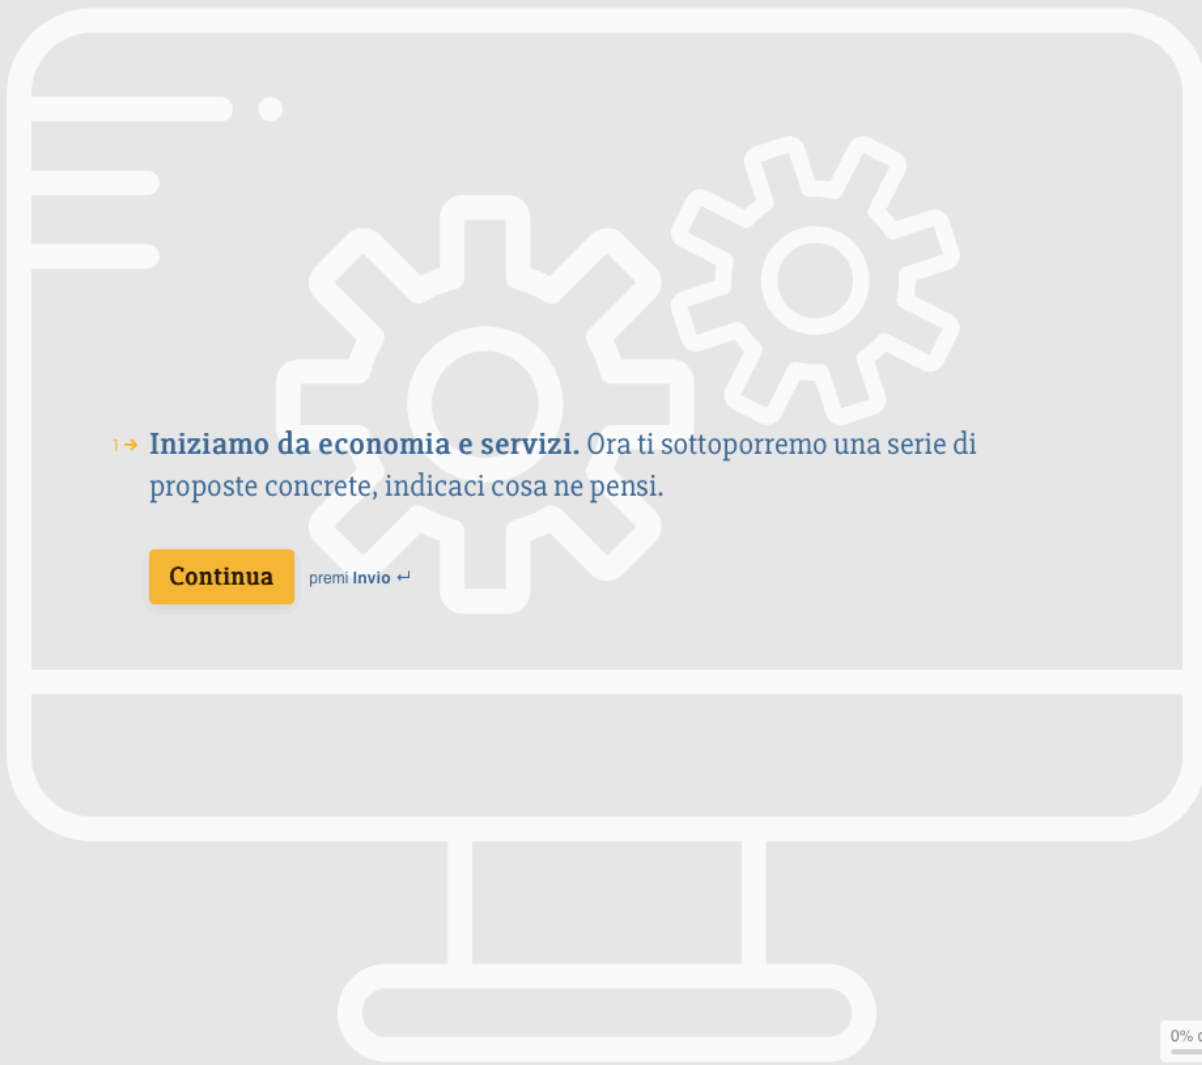 1→ Iniziamo da economia e servizi. Ora ti sottoporremo una serie di
proposte concrete, indicaci cosa ne pensi.
Continua premi Invio ↵
0%